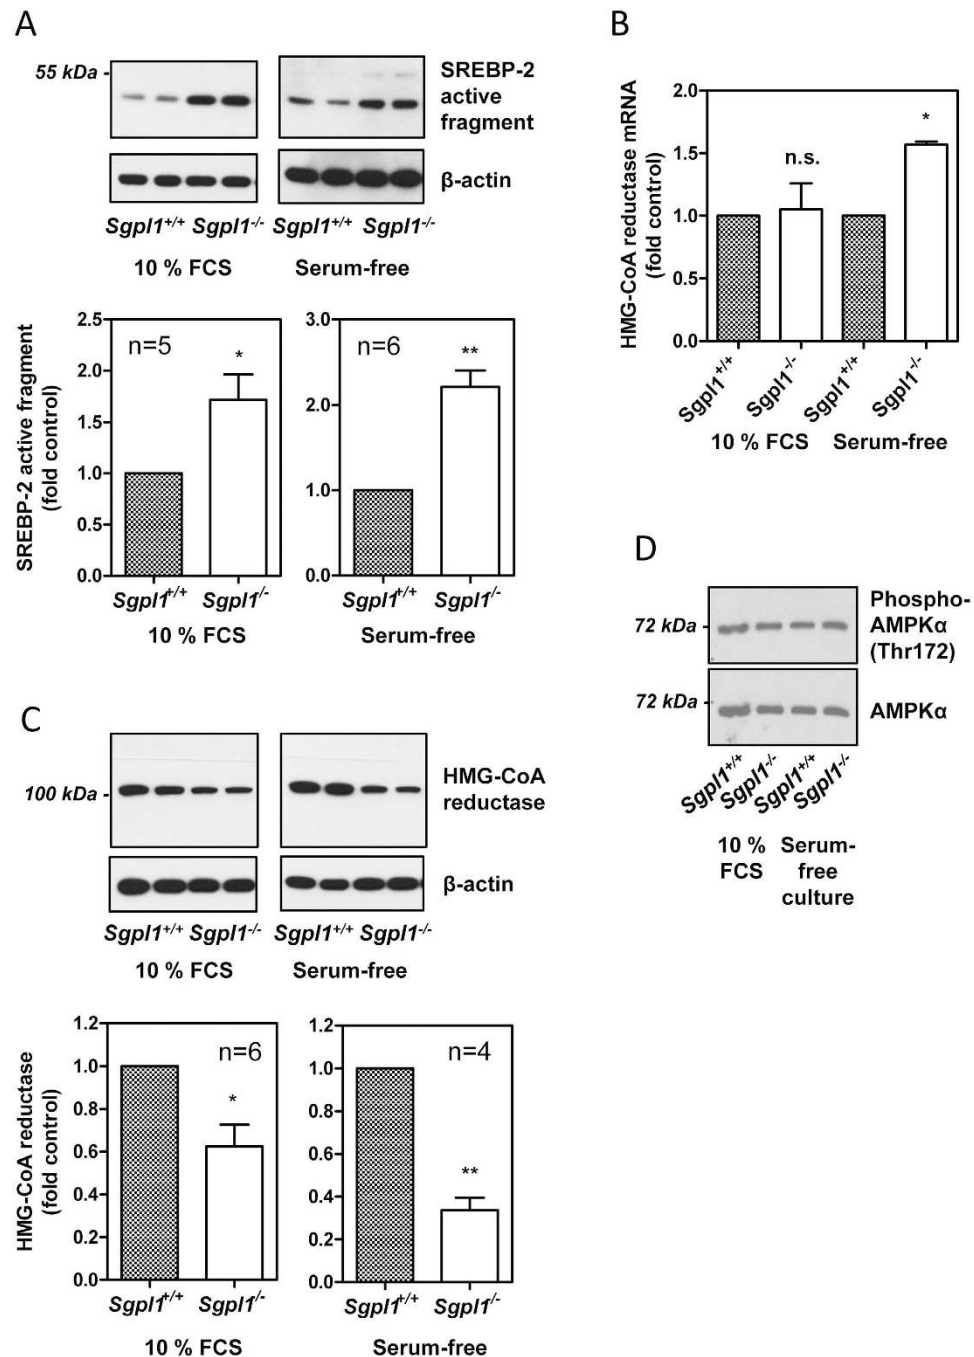 A
55 kDa -
SREBP-2
active
fragment
β-actin
Sgpl1+/+ Sgpl1-/- Sgpl1+/+ Sgpl1-/-
10 % FCS Serum-free
SREBP-2 active fragment
(fold control)
2.5
2.0
1.5
1.0
0.5
0.0
n=5
*
Sgpl1+/+ Sgpl1/-
10 % FCS
3.0
2.0
1.0
0.0
n=6
**
Sgpl1+/+ Sgpl1/-
Serum-free
B
HMG-CoA reductase mRNA
(fold control)
2.0
1.5
1.0
0.5
0.0
n.s.
*
Sgpl1+/+ Sgpl1-/- Sgpl1+/+ Sgpl1-/-
10 % FCS Serum-free
C
100 kDa -
HMG-CoA
reductase
β-actin
Sgpl1+/+ Sgpl1-/- Sgpl1+/+ Sgpl1-/-
10 % FCS Serum-free
HMG-CoA reductase
(fold control)
1.2
1.0
0.8
0.6
0.4
0.2
0.0
n=6
*
Sgpl1+/+ Sgpl1/-
10 % FCS
1.2
1.0
0.8
0.6
0.4
0.2
0.0
n=4
**
Sgpl1+/+ Sgpl1/-
Serum-free
D
72 kDa -
Phospho-
AMPKα
(Thr172)
72 kDa -
AMPKα
Sgpl1+/+ Sgpl1-/- Sgpl1+/+ Sgpl1-/-
10 % Serum-
FCS free
culture